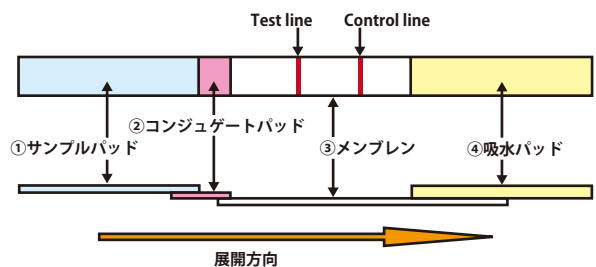 Test line
Control line
②コンジュゲートパッド
①サンプルパッド
③メンブレン
④吸水パッド
展開方向